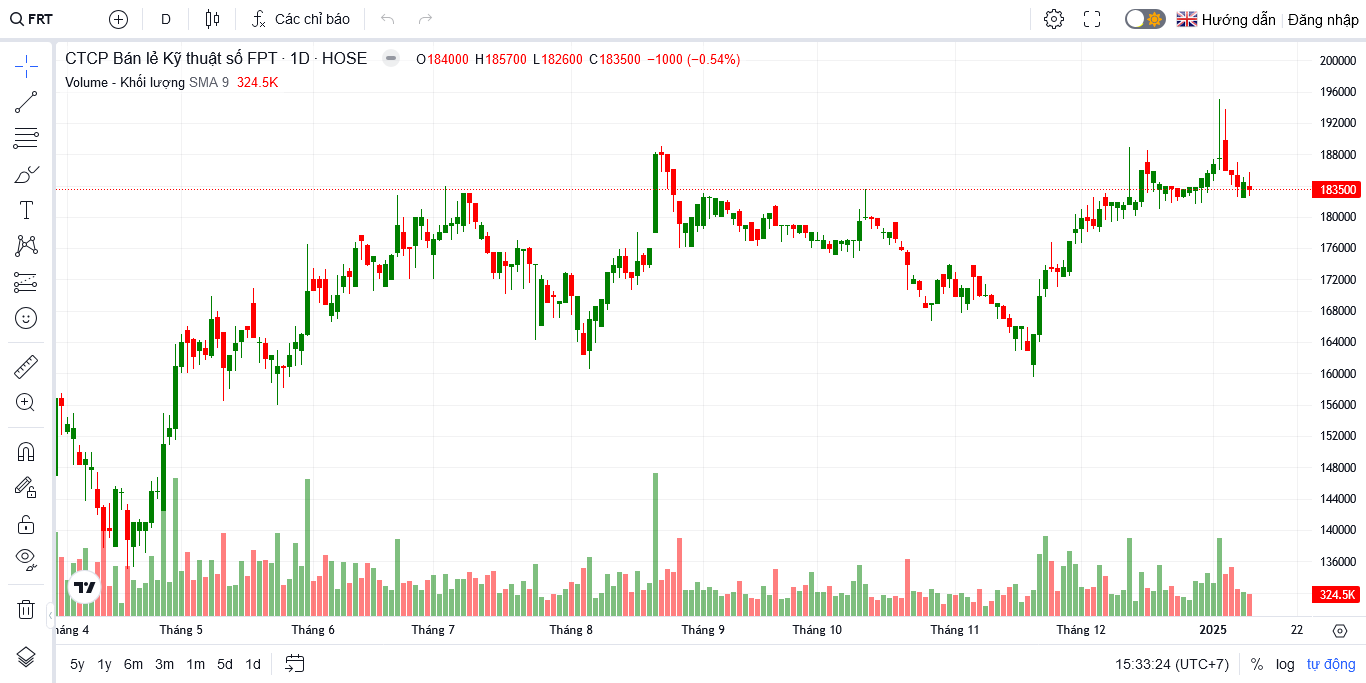 FRT D Các chỉ báo Hướng dẫn Đăng nhập
CTCP Bán lẻ Kỹ thuật số FPT · 1D · HOSE O184000 H185700 L182600 C183500 −1000 (−0.54%)
Volume - Khối lượng SMA 9 324.5K
200000
196000
192000
188000
183500
180000
176000
172000
168000
164000
160000
156000
152000
148000
144000
140000
136000
324.5K
háng 4 Tháng 5 Tháng 6 Tháng 7 Tháng 8 Tháng 9 Tháng 10 Tháng 11 Tháng 12 2025 22
5y 1y 6m 3m 1m 5d 1d 15:33:24 (UTC+7) % log tự động